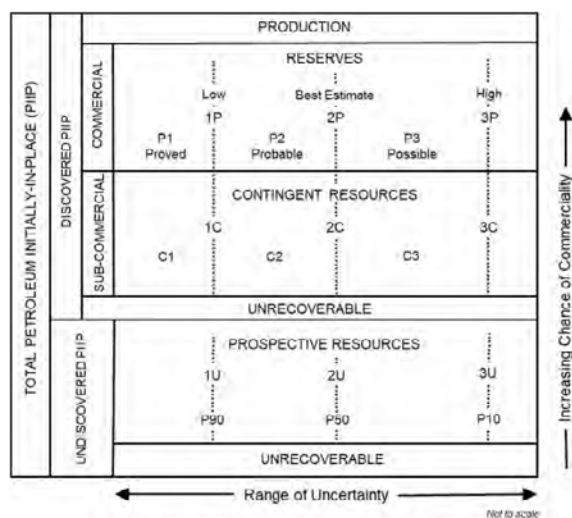 TOTAL PETROLEUM INITIALLY-IN-PLACE (PIIP)
DISCOVERED PIIP
UNDISCOVERED PIIP
COMMERCIAL
SUB-COMMERCIAL
PRODUCTION
RESERVES
Low Best Estimate High
1P 2P 3P
P1 P2 P3
Proved Probable Possible
CONTINGENT RESOURCES
1C 2C 3C
C1 C2 C3
UNRECOVERABLE
PROSPECTIVE RESOURCES
1U 2U 3U
P90 P50 P10
UNRECOVERABLE
Range of Uncertainty
Increasing Chance of Commerciality
Not to scale